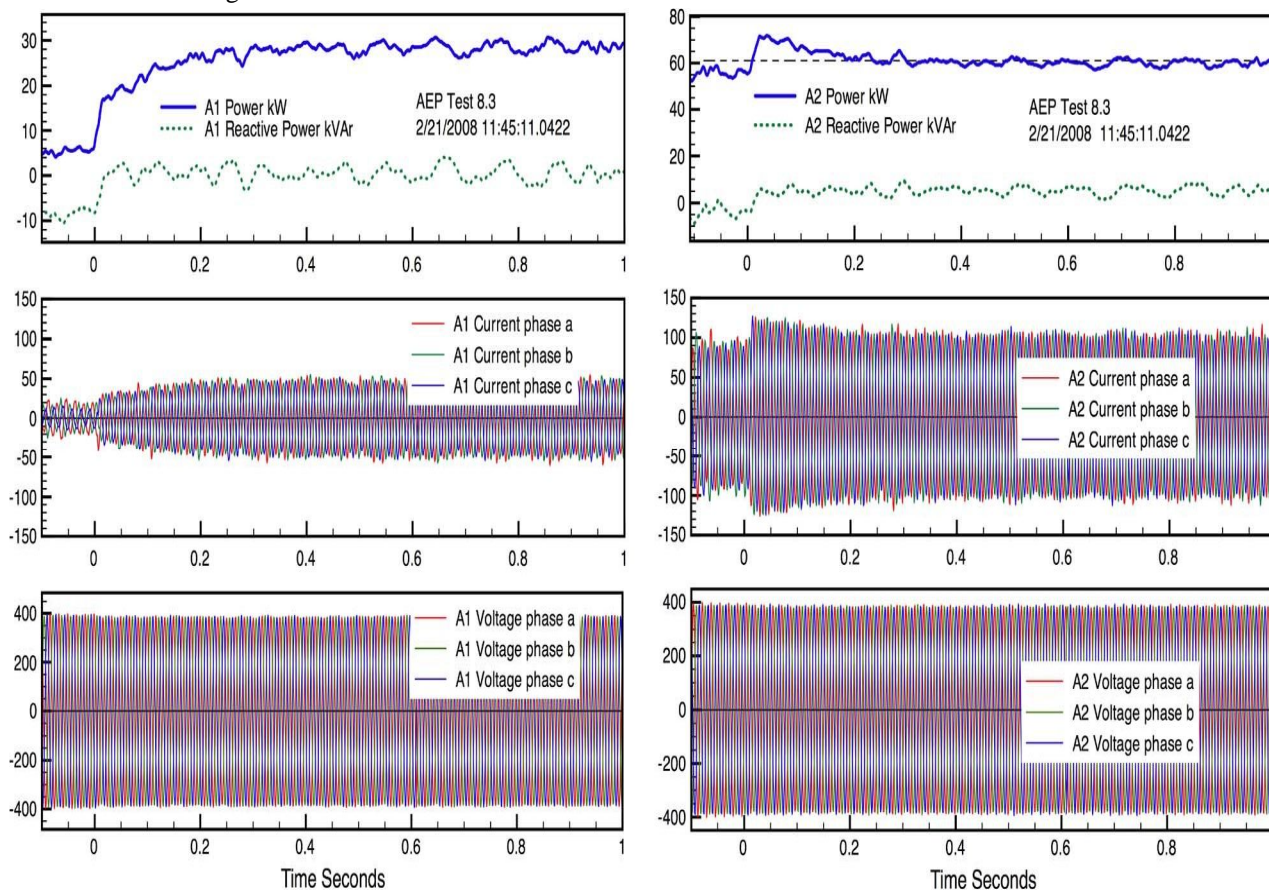 30
20
10
0
-10
A1 Power kW
A1 Reactive Power kVAr
AEP Test 8.3
2/21/2008 11:45:11.0422
0 0.2 0.4 0.6 0.8 1
80
60
40
20
0
A2 Power kW
A2 Reactive Power kVAr
AEP Test 8.3
2/21/2008 11:45:11.0422
0 0.2 0.4 0.6 0.8
150
100
50
0
-50
-100
-150
A1 Current phase a
A1 Current phase b
A1 Current phase c
0 0.2 0.4 0.6 0.8 1
150
100
50
0
-50
-100
-150
A2 Current phase a
A2 Current phase b
A2 Current phase c
0 0.2 0.4 0.6 0.8
400
200
0
-200
-400
A1 Voltage phase a
A1 Voltage phase b
A1 Voltage phase c
0 0.2 0.4 0.6 0.8 1
Time Seconds
400
200
0
-200
-400
A2 Voltage phase a
A2 Voltage phase b
A2 Voltage phase c
0 0.2 0.4 0.6 0.8
Time Seconds